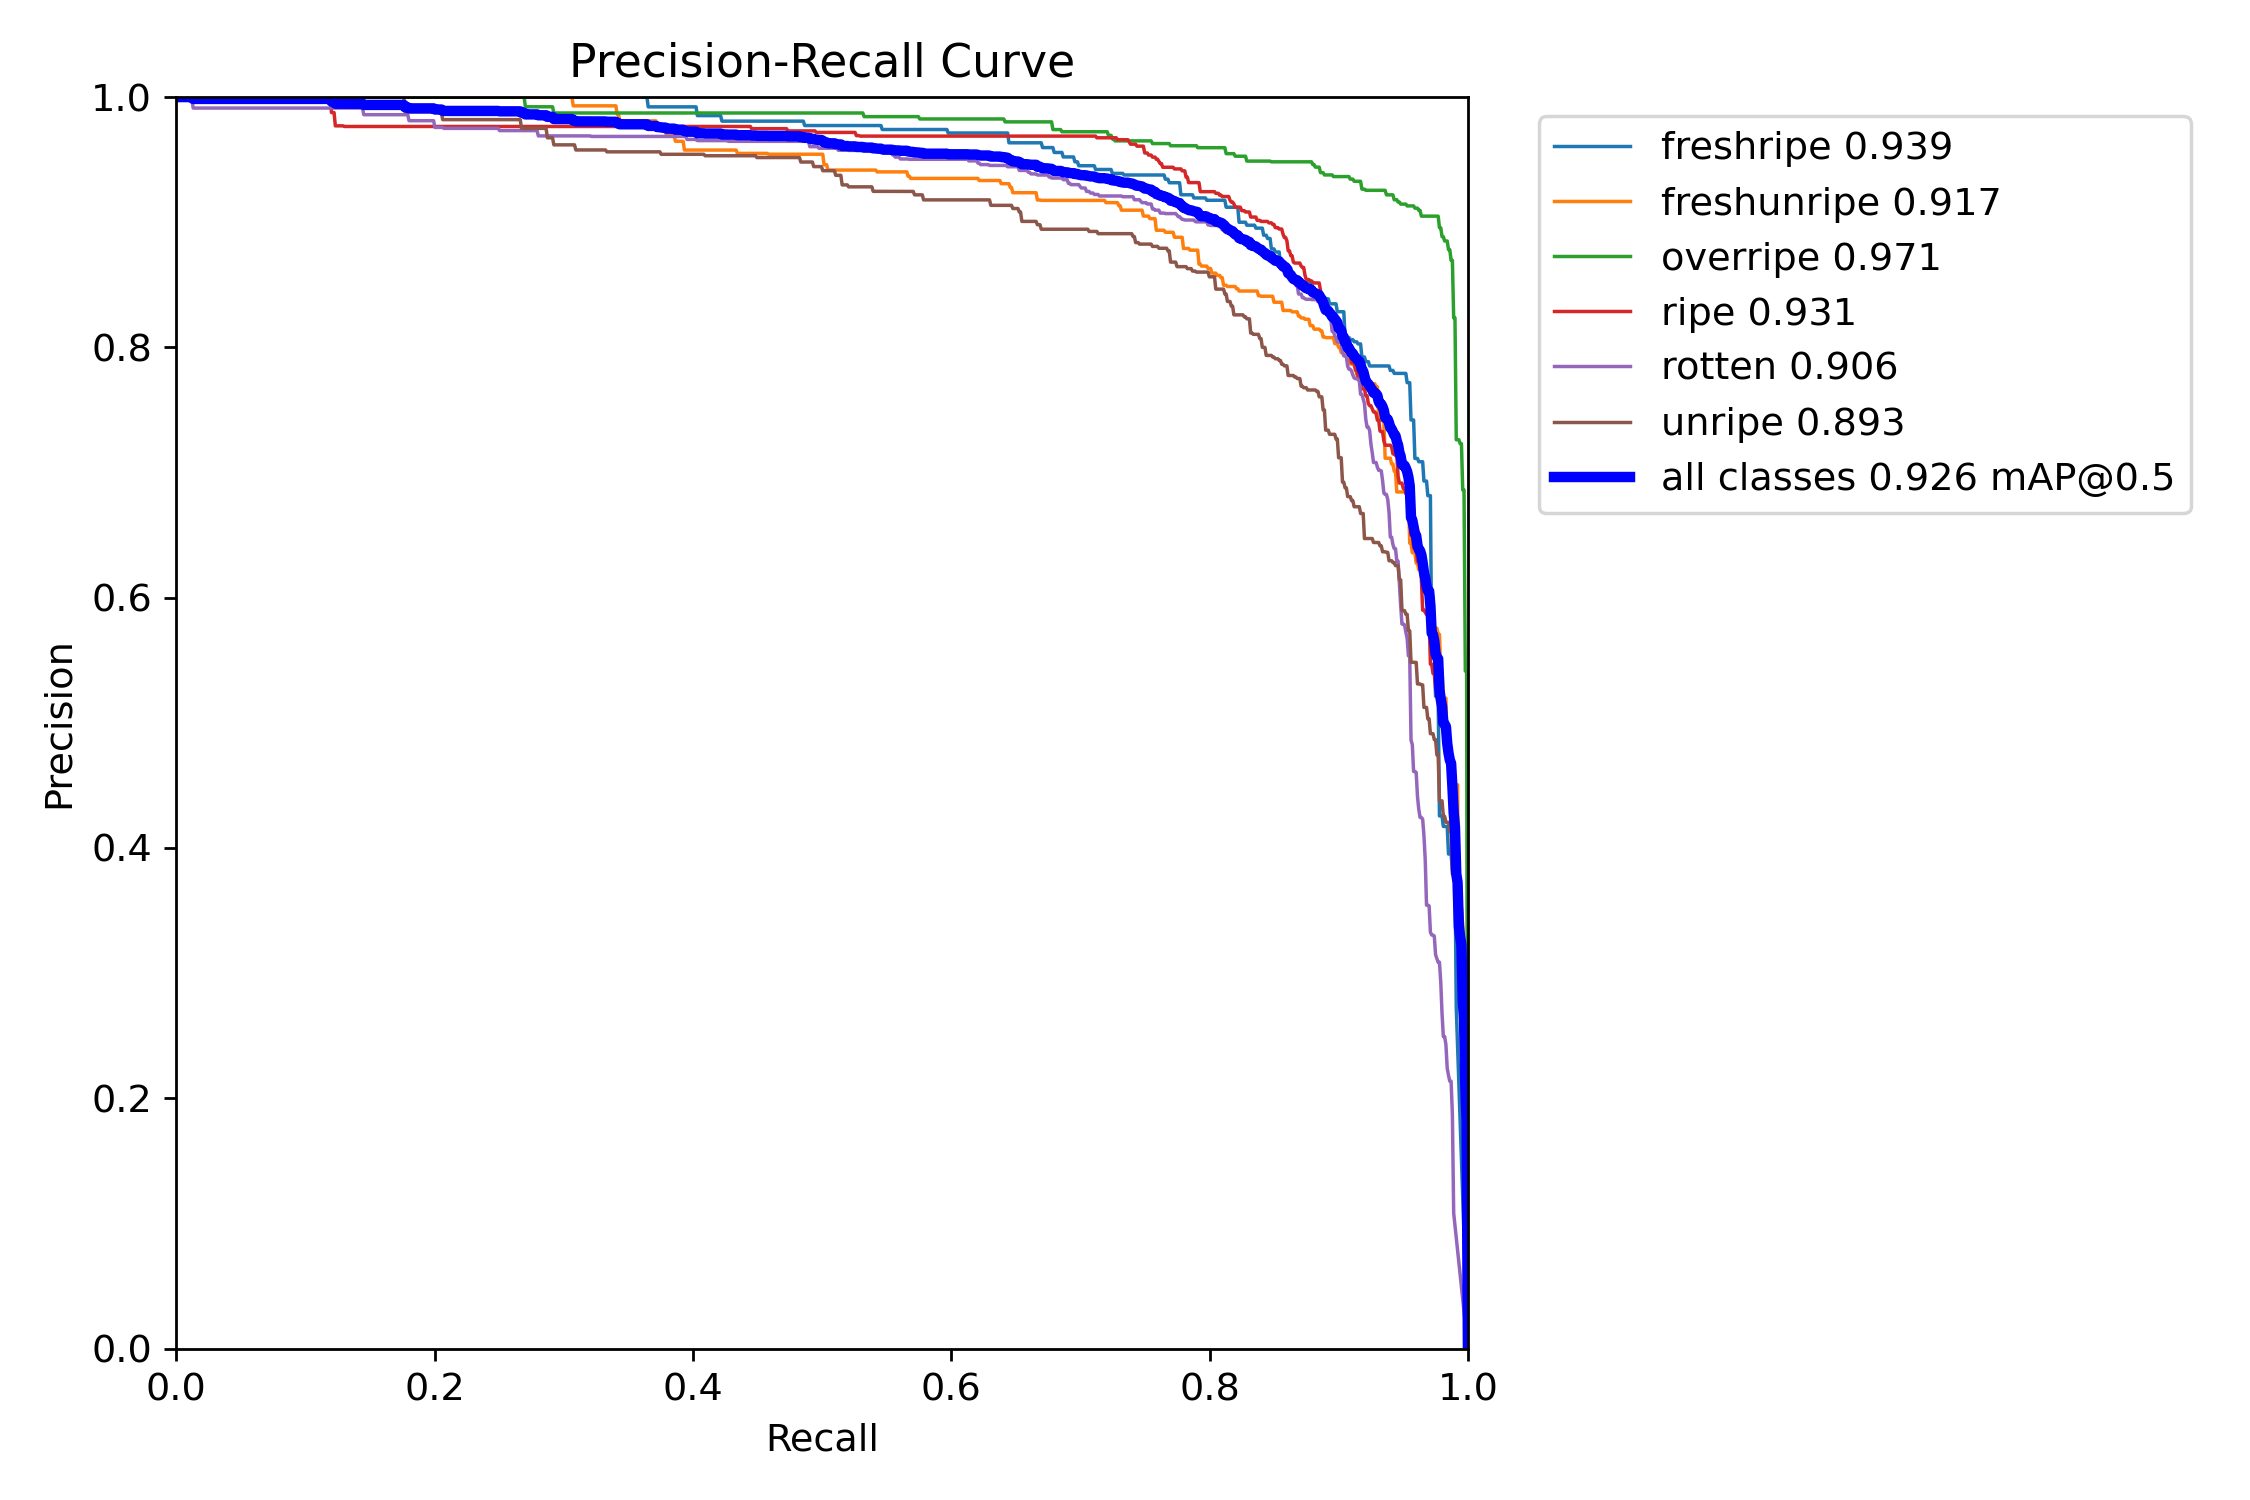 Precision-Recall Curve
1.0
0.8
0.6
0.4
0.2
0.0
Precision
0.0 0.2 0.4 0.6 0.8 1.0
Recall
freshripe 0.939
freshunripe 0.917
overripe 0.971
ripe 0.931
rotten 0.906
unripe 0.893
all classes 0.926 mAP@0.5